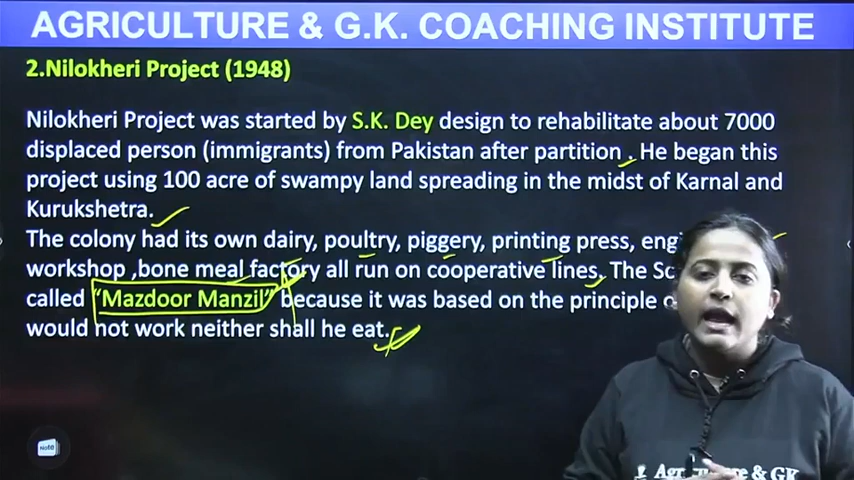 AGRICULTURE & G.K. COACHING INSTITUTE
2.Nilokheri Project (1948)
Nilokheri Project was started by S.K. Dey design to rehabilitate about 7000
displaced person (immigrants) from Pakistan after partition . He began this
project using 100 acre of swampy land spreading in the midst of Karnal and
Kurukshetra.
The colony had its own dairy, poultry, piggery, printing press,
workshop ,bone meal factory all run on cooperative lines. The
called "Mazdoor Manzil" because it was based on the principle
would not work neither shall he eat.
Note
& GK